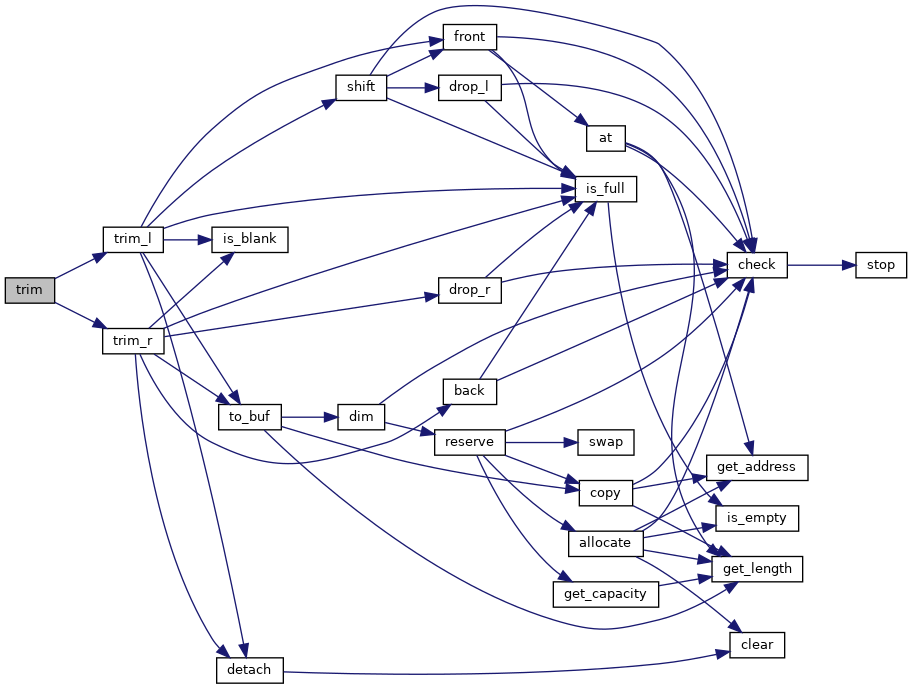 front
shift
drop_l
at
is_full
trim_l
is_blank
check
stop
trim
drop_r
trim_r
back
to_buf
dim
reserve
swap
get_address
copy
is_empty
allocate
get_length
get_capacity
clear
detach